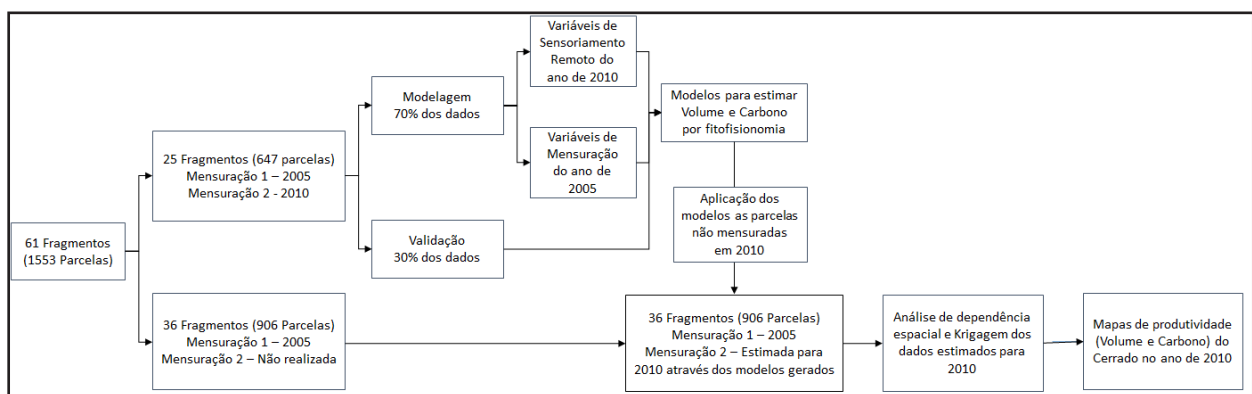 61 Fragmentos
(1553 Parcelas)
25 Fragmentos (647 parcelas)
Mensuração 1 – 2005
Mensuração 2 - 2010
36 Fragmentos (906 Parcelas)
Mensuração 1 – 2005
Mensuração 2 – Não realizada
Modelagem
70% dos dados
Validação
30% dos dados
Variáveis de
Sensoriamento
Remoto do
ano de 2010
Variáveis de
Mensuração
do ano de
2005
Modelos para estimar
Volume e Carbono
por fitofisionomia
Aplicação dos
modelos as parcelas
não mensuradas
em 2010
36 Fragmentos (906 Parcelas)
Mensuração 1 – 2005
Mensuração 2 – Estimada para
2010 através dos modelos gerados
Análise de dependência
espacial e Krigagem dos
dados estimados para
2010
Mapas de produtividade
(Volume e Carbono) do
Cerrado no ano de 2010